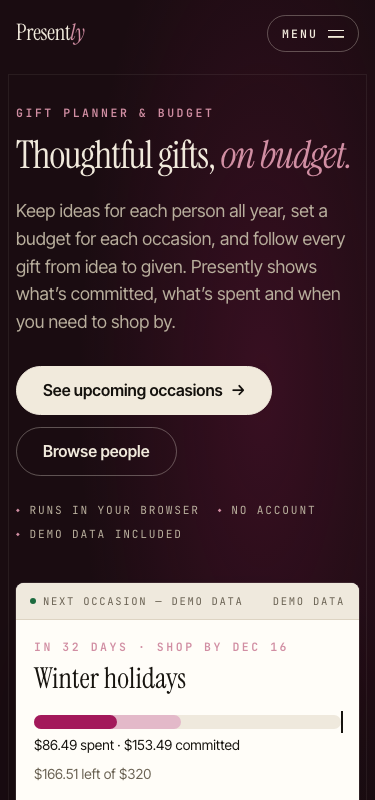 Presently
MENU
GIFT PLANNER & BUDGET
Thoughtful gifts, on budget.
Keep ideas for each person all year, set a
budget for each occasion, and follow every
gift from idea to given. Presently shows
what’s committed, what’s spent and when
you need to shop by.
See upcoming occasions →
Browse people
• RUNS IN YOUR BROWSER • NO ACCOUNT
• DEMO DATA INCLUDED
NEXT OCCASION — DEMO DATA DEMO DATA
IN 32 DAYS · SHOP BY DEC 16
Winter holidays
$86.49 spent · $153.49 committed
$166.51 left of $320